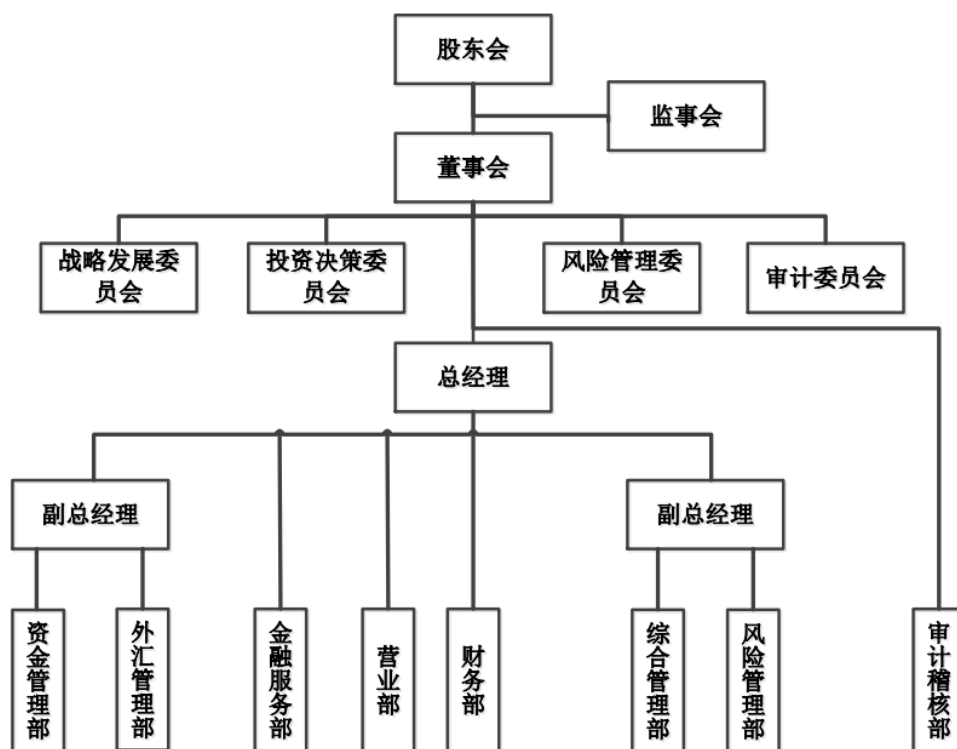 股东会
监事会
董事会
战略发展委
员会
投资决策委
员会
风险管理委
员会
审计委员会
总经理
副总经理
副总经理
资金管理部
外汇管理部
金融服务部
营业部
财务部
综合管理部
风险管理部
审计稽核部